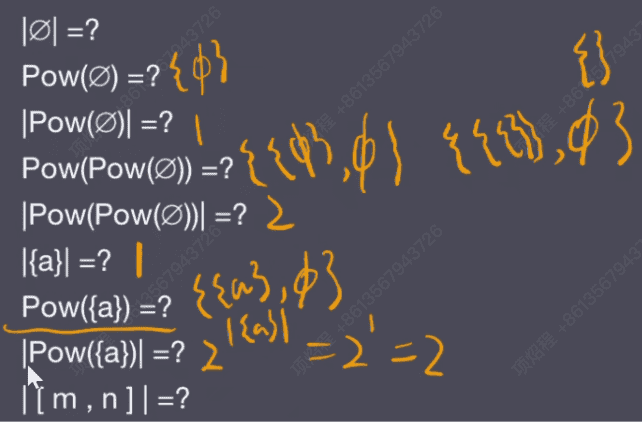 |∅| =?
Pow(∅) =? {ϕ} {}
|Pow(∅)| =? 1
Pow(Pow(∅)) =? {{ϕ},ϕ} {{{}},ϕ}
|Pow(Pow(∅))| =? 2
|{a}| =? 1
Pow({a}) =? {{a},ϕ}
|Pow({a})| =? 2^|{a}| = 2^1 = 2
|[ m , n ]| =?